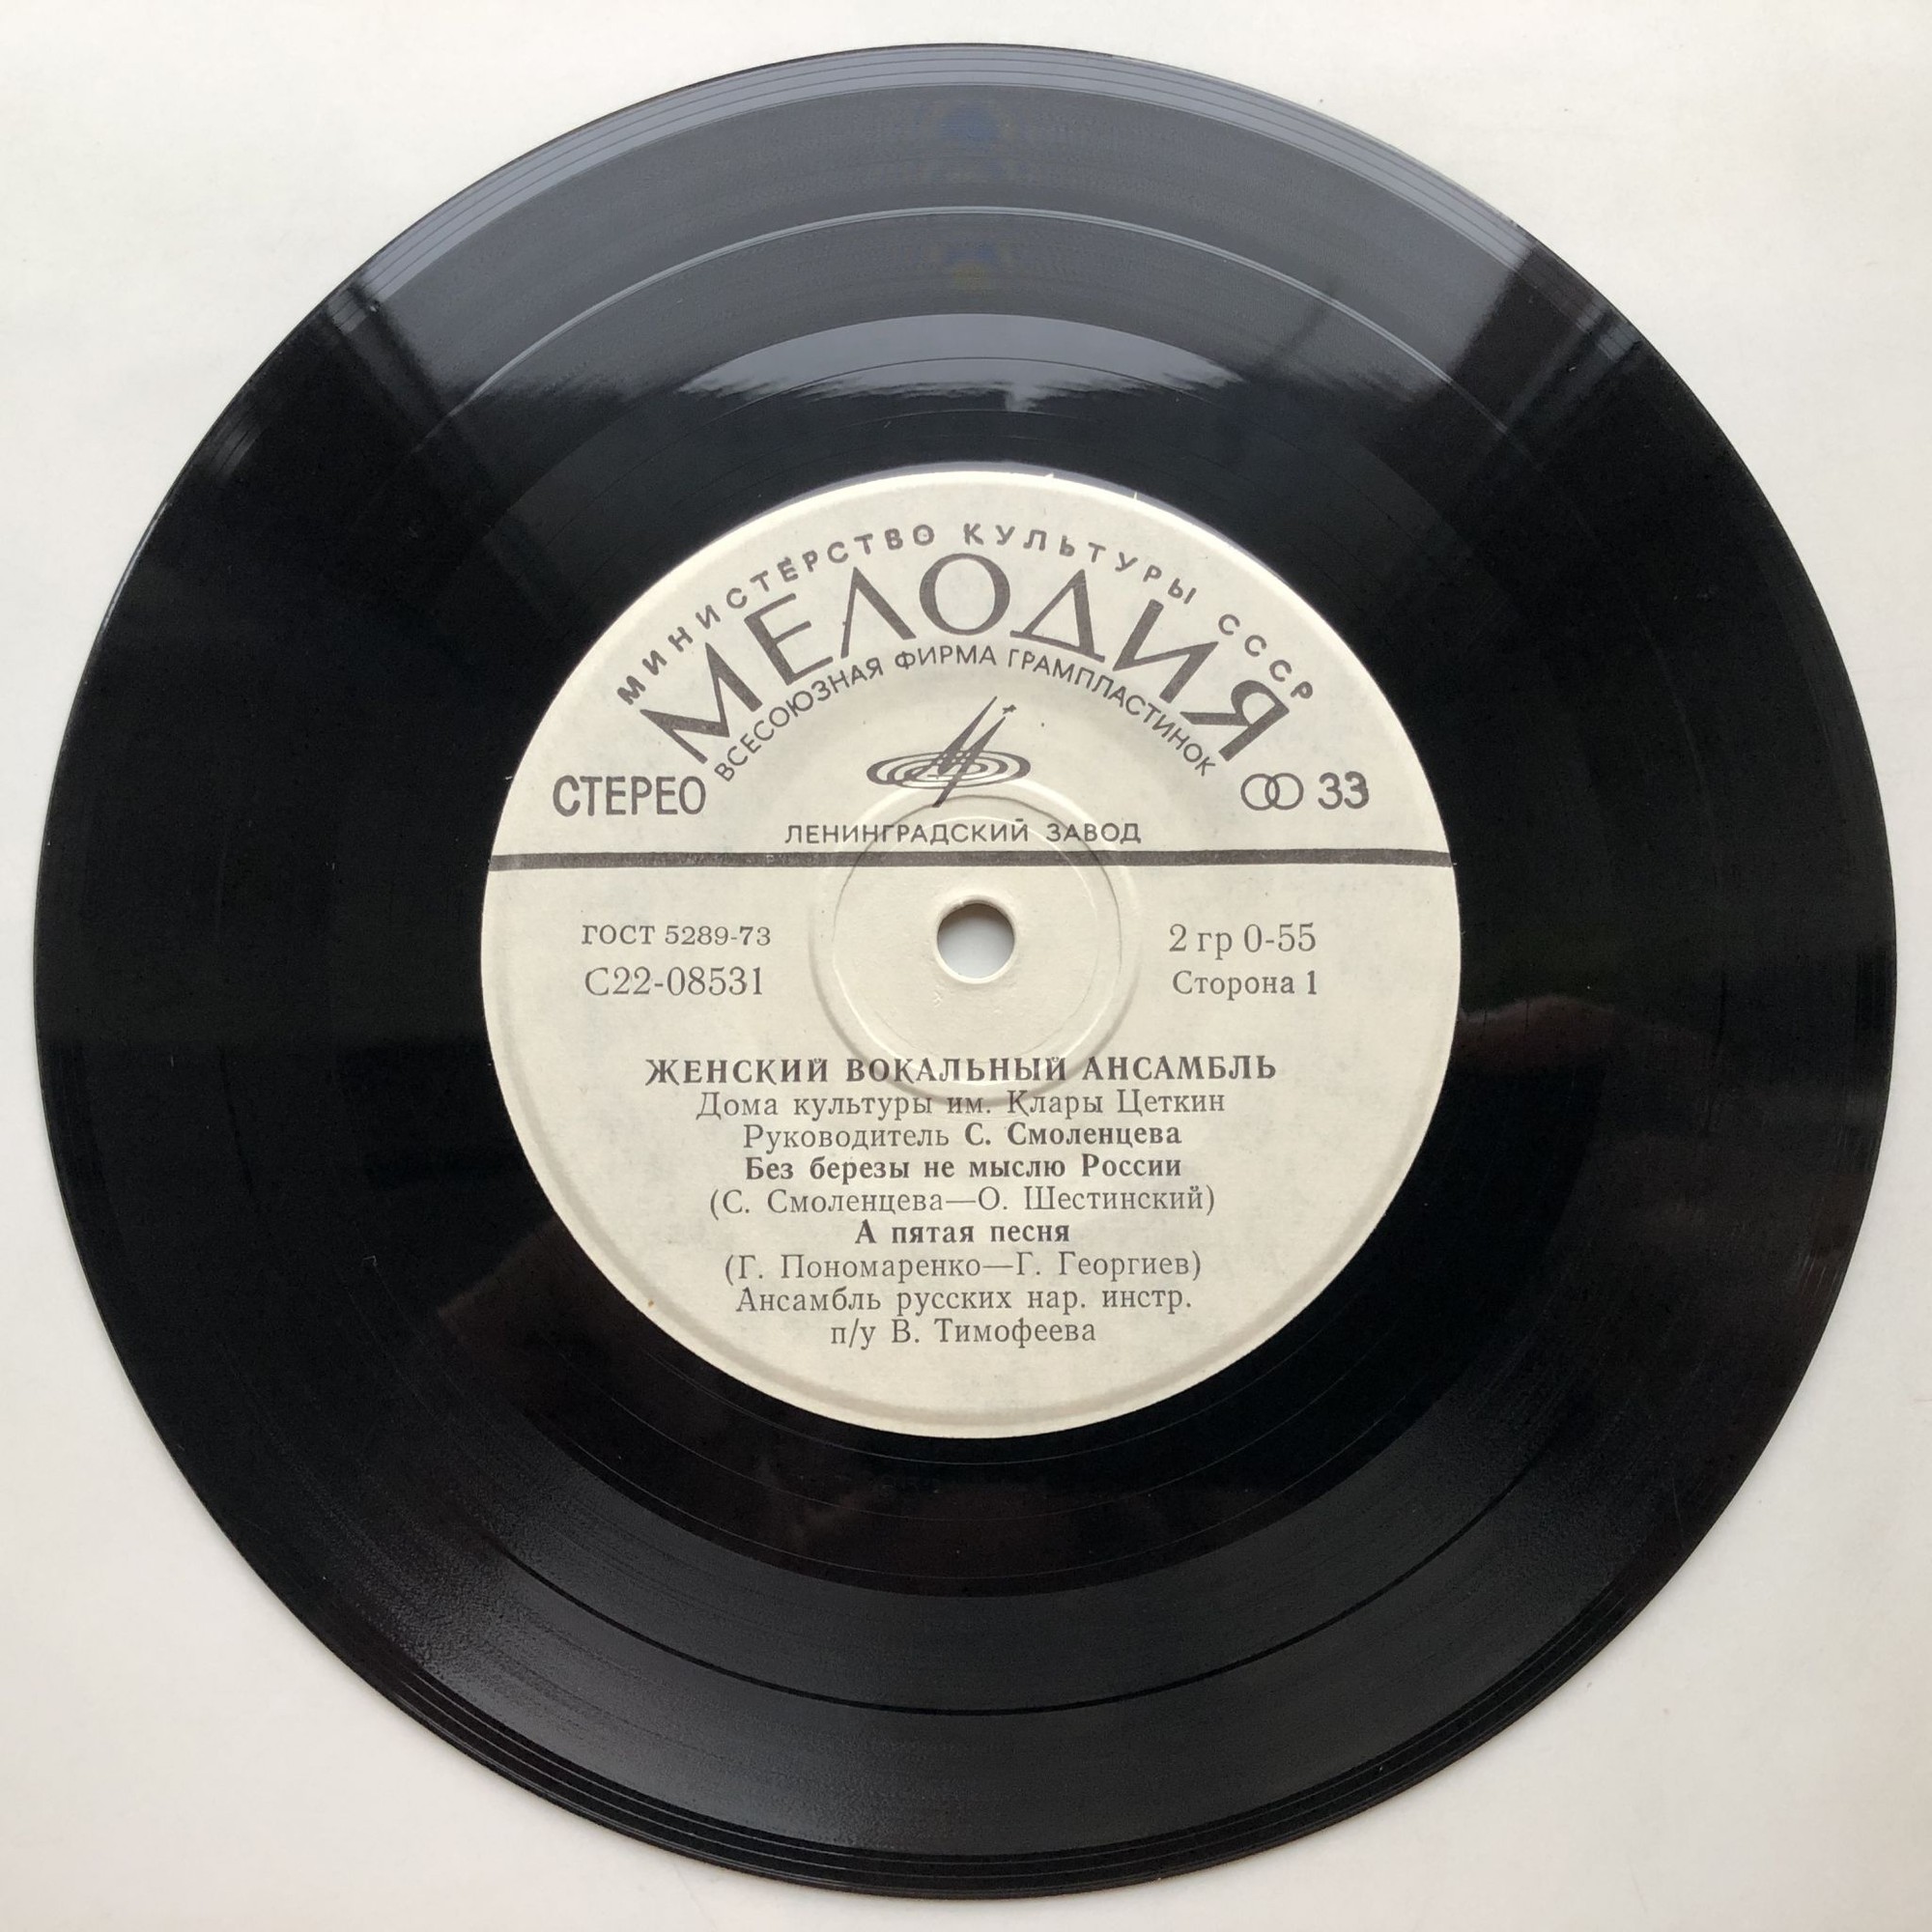 МИНИСТЕРСТВО КУЛЬТУРЫ СССР
МЕЛОДИЯ
ВСЕСОЮЗНАЯ ФИРМА ГРАМПЛАСТИНОК
СТЕРЕО
33
ЛЕНИНГРАДСКИЙ ЗАВОД
ГОСТ 5289-73
2 гр 0-55
С22-08531
Сторона 1
ЖЕНСКИЙ ВОКАЛЬНЫЙ АНСАМБЛЬ
Дома культуры им. Клары Цеткин
Руководитель С. Смоленцева
Без березы не мыслю России
(С. Смоленцева—О. Шестинский)
А пятая песня
(Г. Пономаренко—Г. Георгиев)
Ансамбль русских нар. инстр.
п/у В. Тимофеева